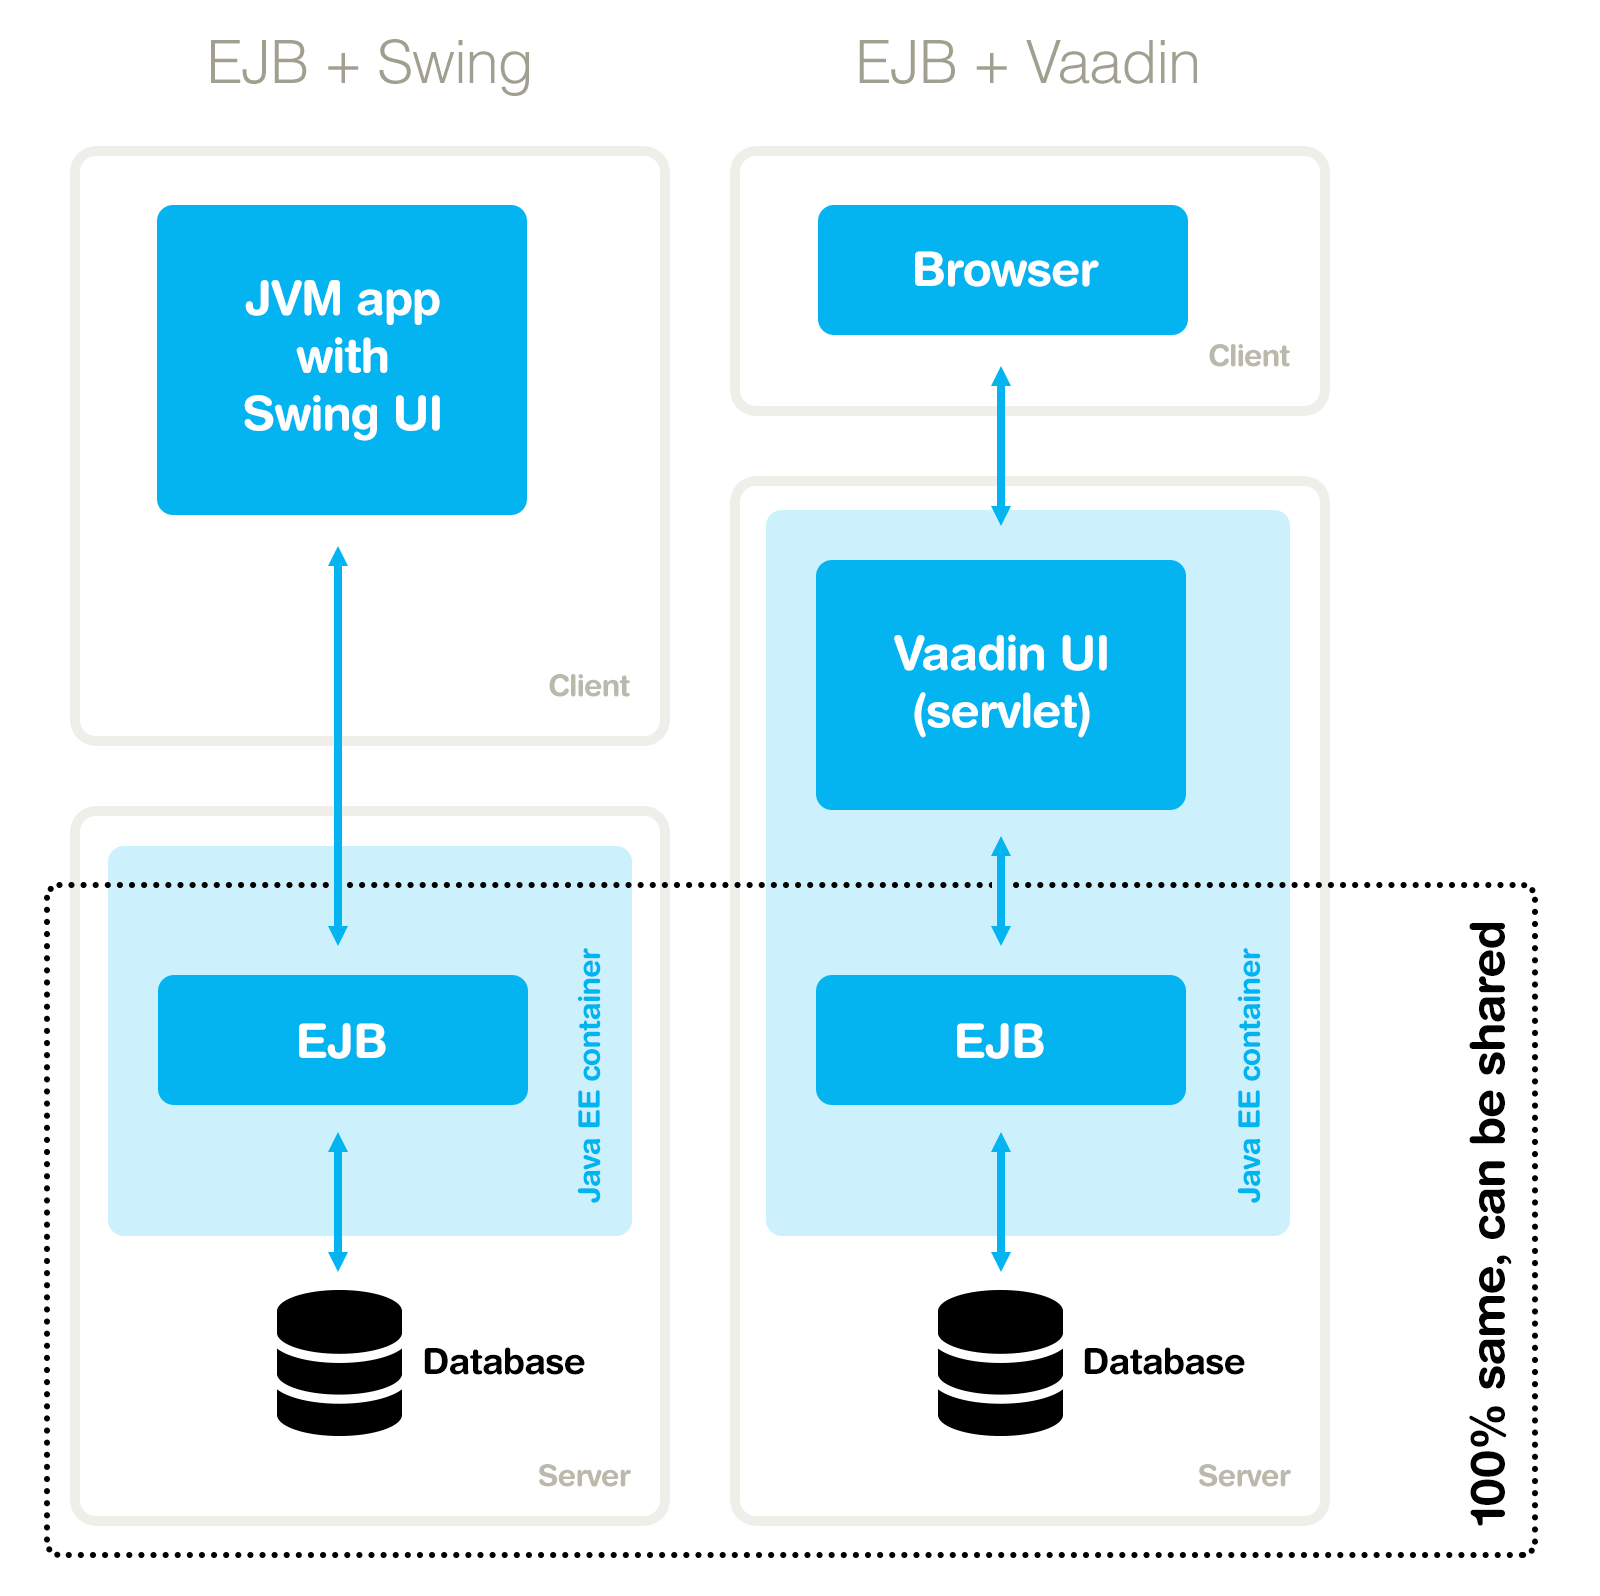 EJB + Swing
JVM app
with
Swing UI
Client
EJB
Java EE container
Database
Server
EJB + Vaadin
Browser
Client
Vaadin UI
(servlet)
EJB
Java EE container
Database
Server
100% same, can be shared